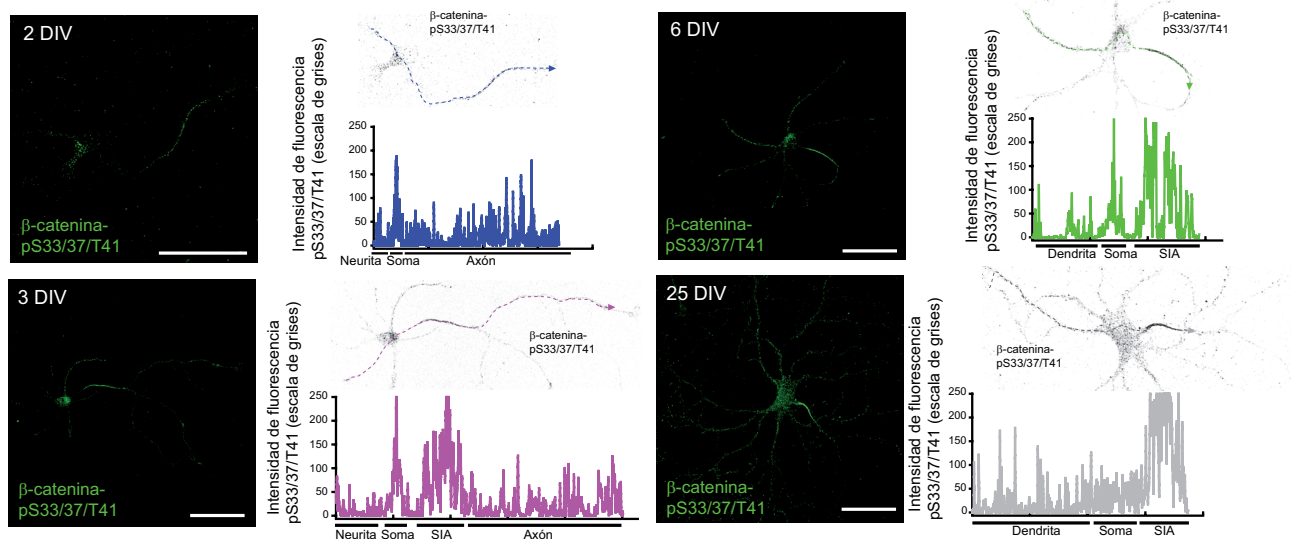 2 DIV
β-catenina-
pS33/37/T41
Intensidad de fluorescencia
pS33/37/T41 (escala de grises)
β-catenina-
pS33/37/T41
250
200
150
100
50
0
Neurita Soma Axón
6 DIV
β-catenina-
pS33/37/T41
Intensidad de fluorescencia
pS33/37/T41 (escala de grises)
β-catenina-
pS33/37/T41
250
200
150
100
50
0
Dendrita Soma SIA
3 DIV
β-catenina-
pS33/37/T41
Intensidad de fluorescencia
pS33/37/T41 (escala de grises)
β-catenina-
pS33/37/T41
250
200
150
100
50
0
Neurita Soma SIA Axón
25 DIV
β-catenina-
pS33/37/T41
Intensidad de fluorescencia
pS33/37/T41 (escala de grises)
β-catenina-
pS33/37/T41
250
200
150
100
50
0
Dendrita Soma SIA